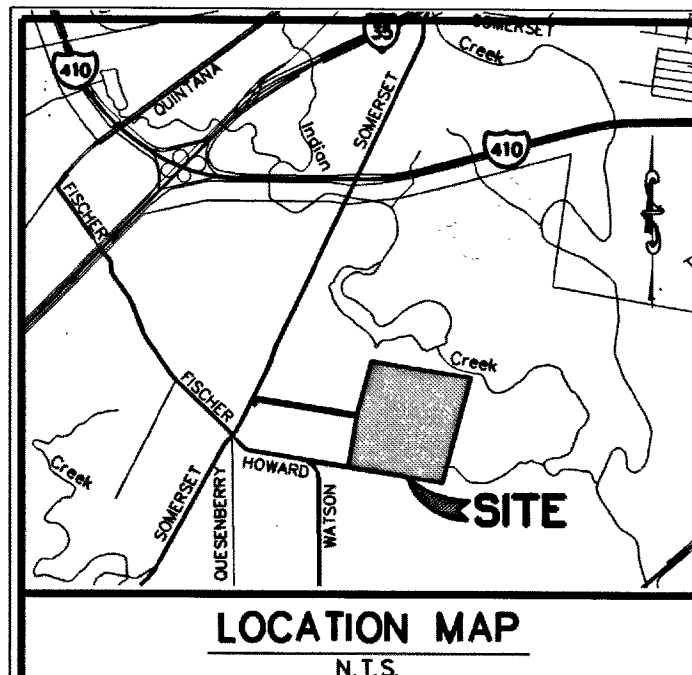 SOMERSET
35
Creek
410
QUINTANA
SOMERSET
Indian
410
FISCHER
Creek
FISCHER
HOWARD
Creek
SOMERSET
QUESENBERRY
WATSON
SITE
LOCATION MAP
N.T.S.